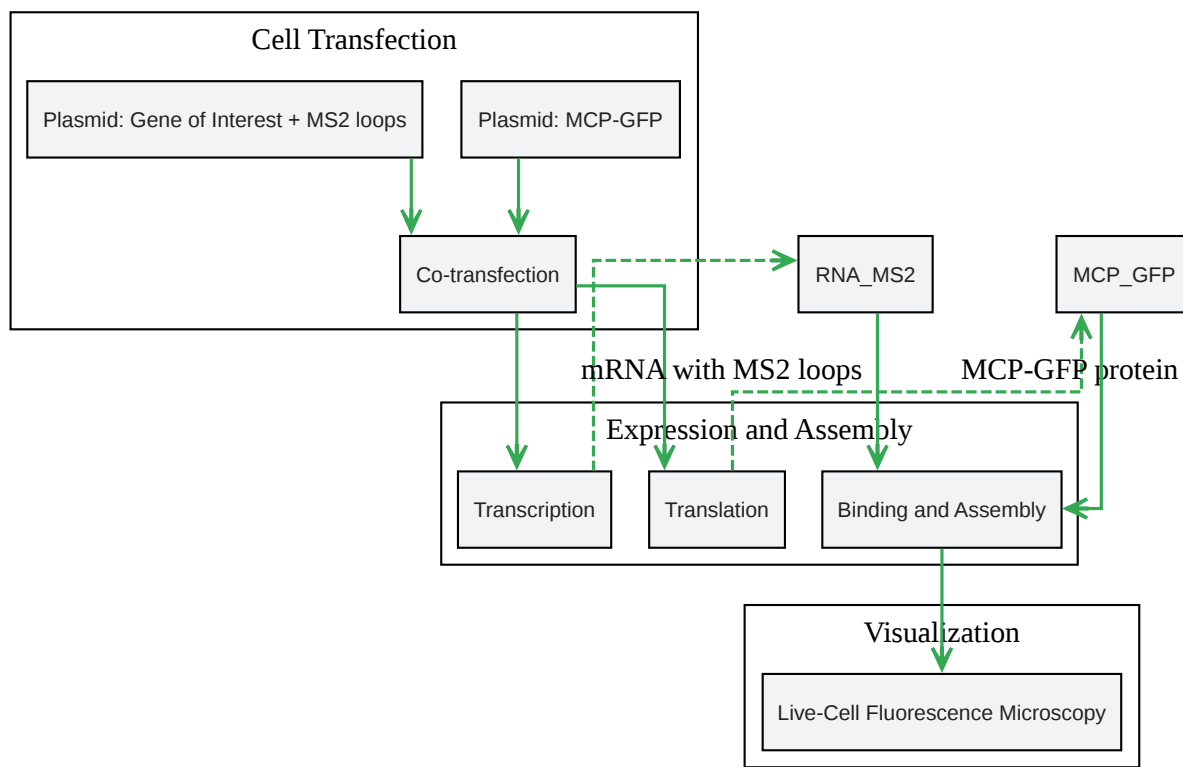 Cell Transfection
Plasmid: Gene of Interest + MS2 loops
Plasmid: MCP-GFP
Co-transfection
RNA_MS2
MCP_GFP
mRNA with MS2 loops
MCP-GFP protein
Expression and Assembly
Transcription
Translation
Binding and Assembly
Visualization
Live-Cell Fluorescence Microscopy